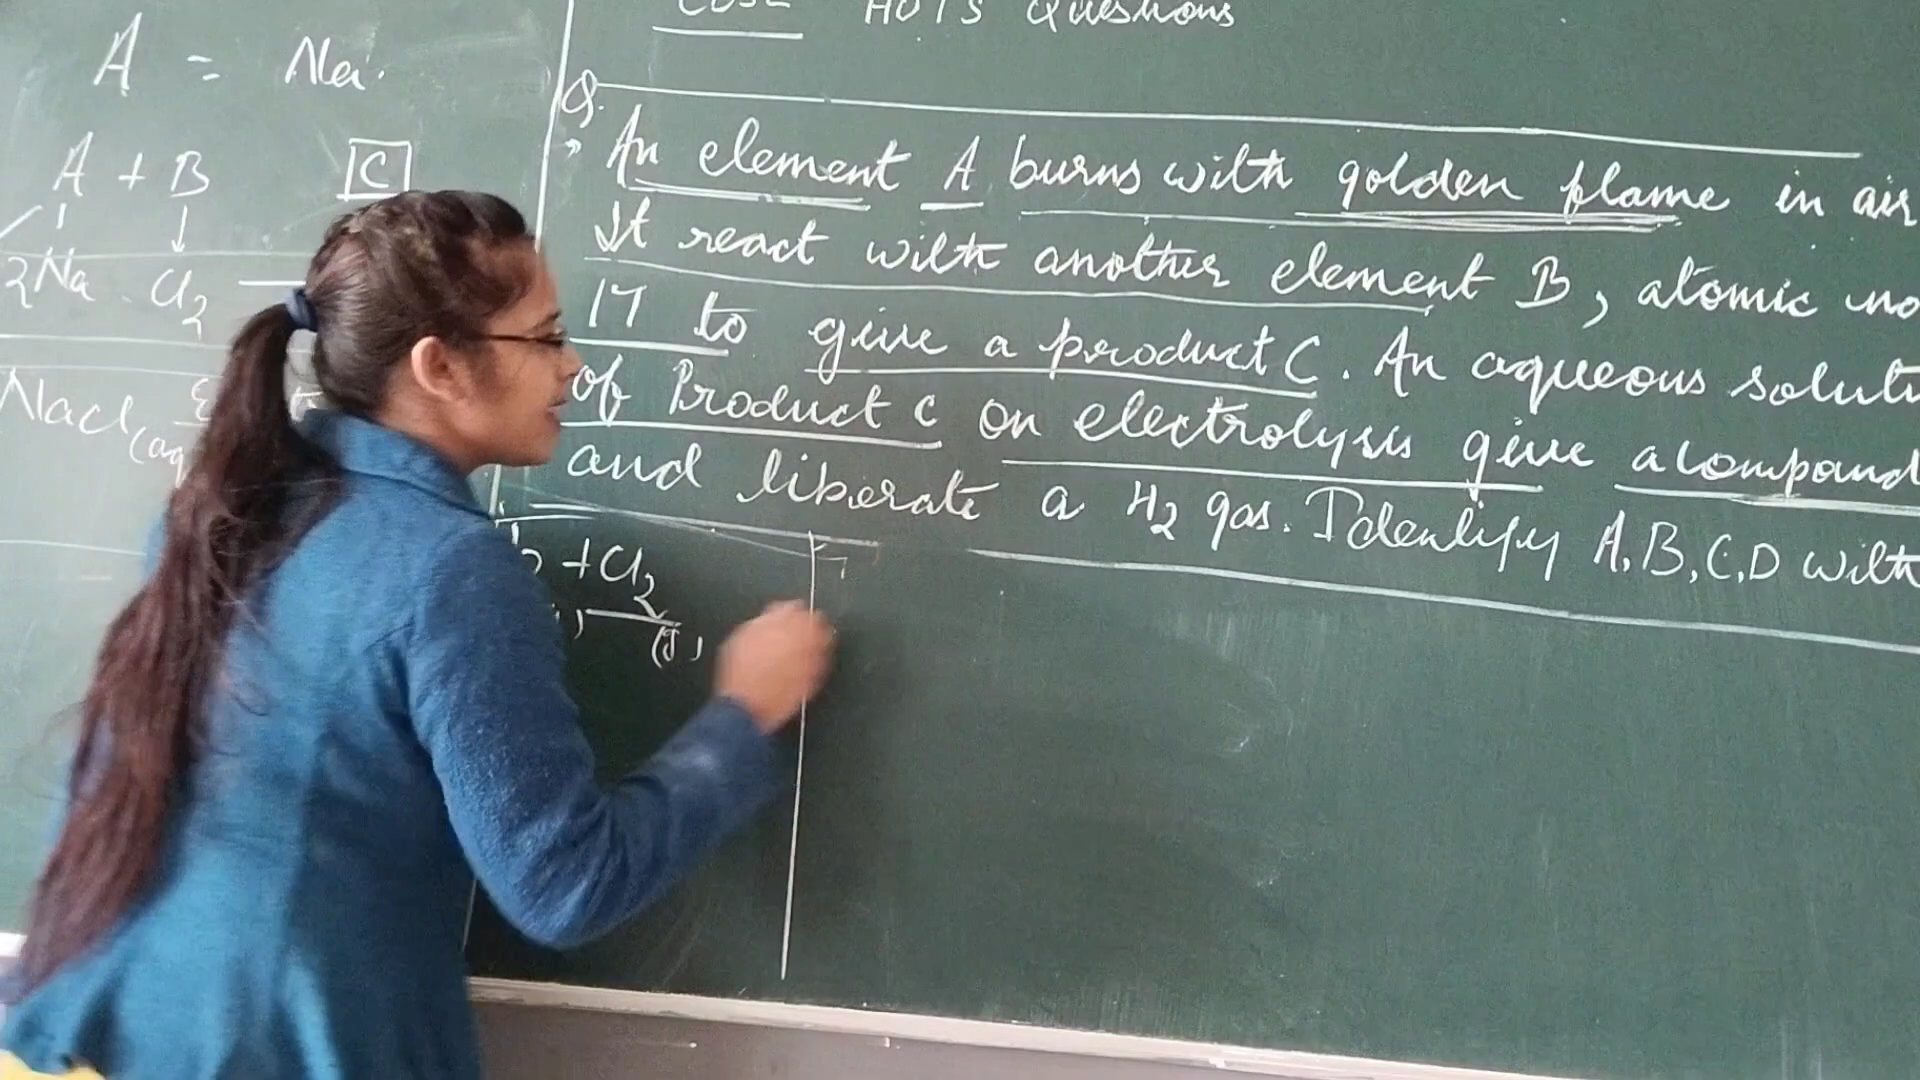 HOTS Questions
A = Na.
A + B C
2Na Cl2
NaCl(aq
Q.
An element A burns with golden flame in air
It react with another element B, atomic no
17 to give a product C. An aqueous soluti
of Product C on electrolysis give a compound
and liberate a H2 gas. Identify A, B, C, D with
+Cl2
(g)